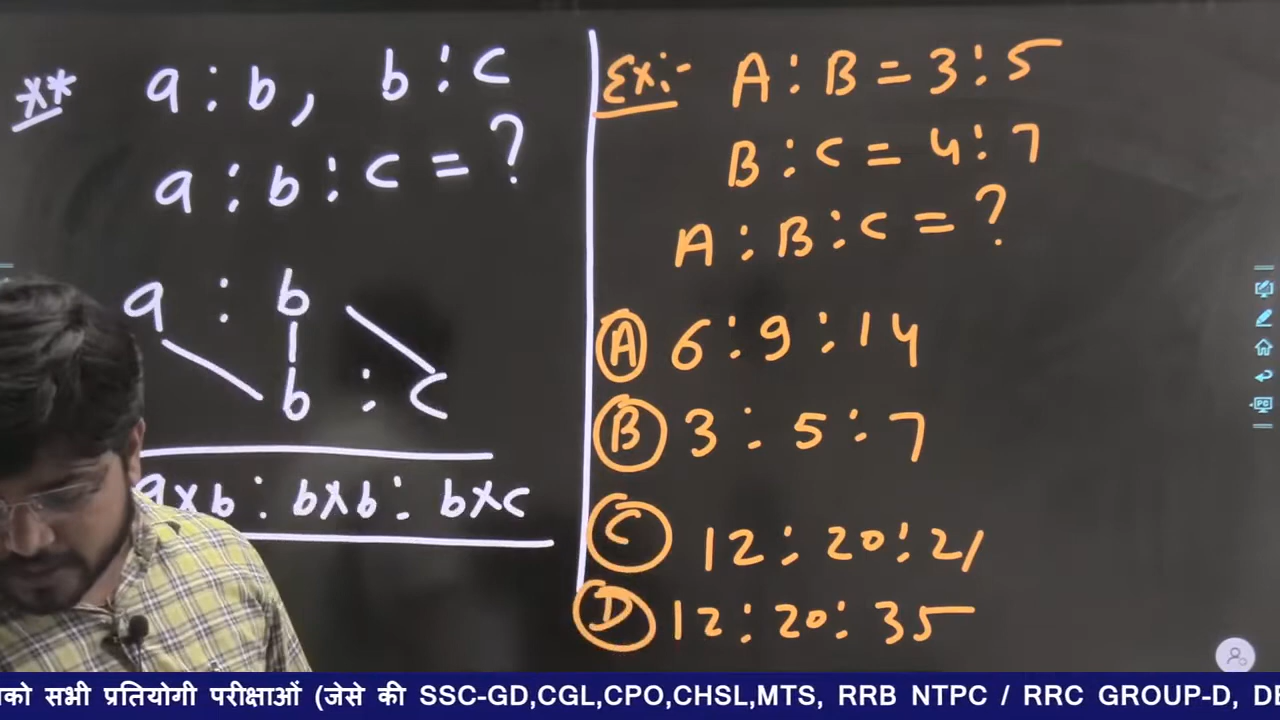 ** a : b , b : c
a : b : c = ?
a : b
b : c
a×b : b×b : b×c
Ex:- A : B = 3 : 5
B : C = 4 : 7
A : B : C = ?
(A) 6 : 9 : 14
(B) 3 : 5 : 7
(C) 12 : 20 : 21
(D) 12 : 20 : 35
सभी प्रतियोगी परीक्षाओं (जेसे की SSC-GD,CGL,CPO,CHSL,MTS, RRB NTPC / RRC GROUP-D,